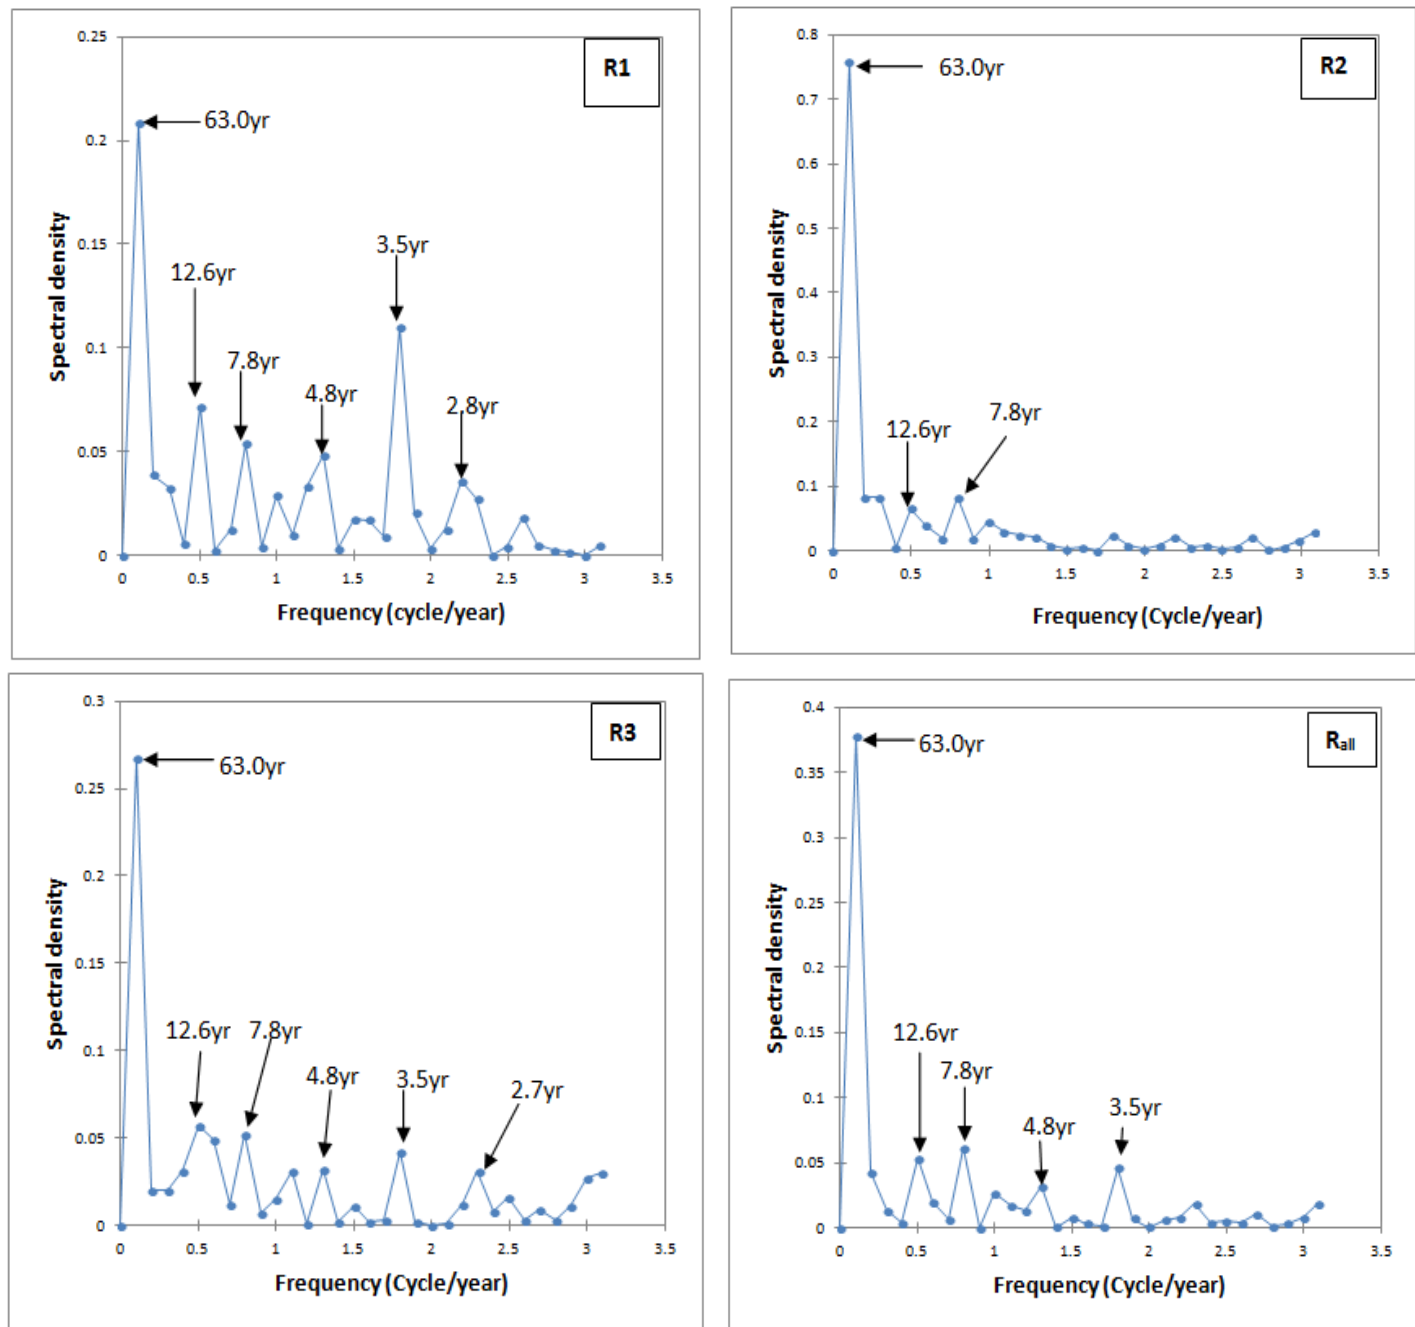 R1
0.25
0.2
0.15
0.1
0.05
0
63.0yr
12.6yr
7.8yr
4.8yr
3.5yr
2.8yr
Spectral density
0 0.5 1 1.5 2 2.5 3 3.5
Frequency (cycle/year)
R2
0.8
0.7
0.6
0.5
0.4
0.3
0.2
0.1
0
63.0yr
12.6yr
7.8yr
Spectral density
0 0.5 1 1.5 2 2.5 3 3.5
Frequency (Cycle/year)
R3
0.3
0.25
0.2
0.15
0.1
0.05
0
63.0yr
12.6yr
7.8yr
4.8yr
3.5yr
2.7yr
Spectral density
0 0.5 1 1.5 2 2.5 3 3.5
Frequency (Cycle/year)
Rall
0.4
0.35
0.3
0.25
0.2
0.15
0.1
0.05
0
63.0yr
12.6yr
7.8yr
4.8yr
3.5yr
Spectral density
0 0.5 1 1.5 2 2.5 3 3.5
Frequency (Cycle/year)